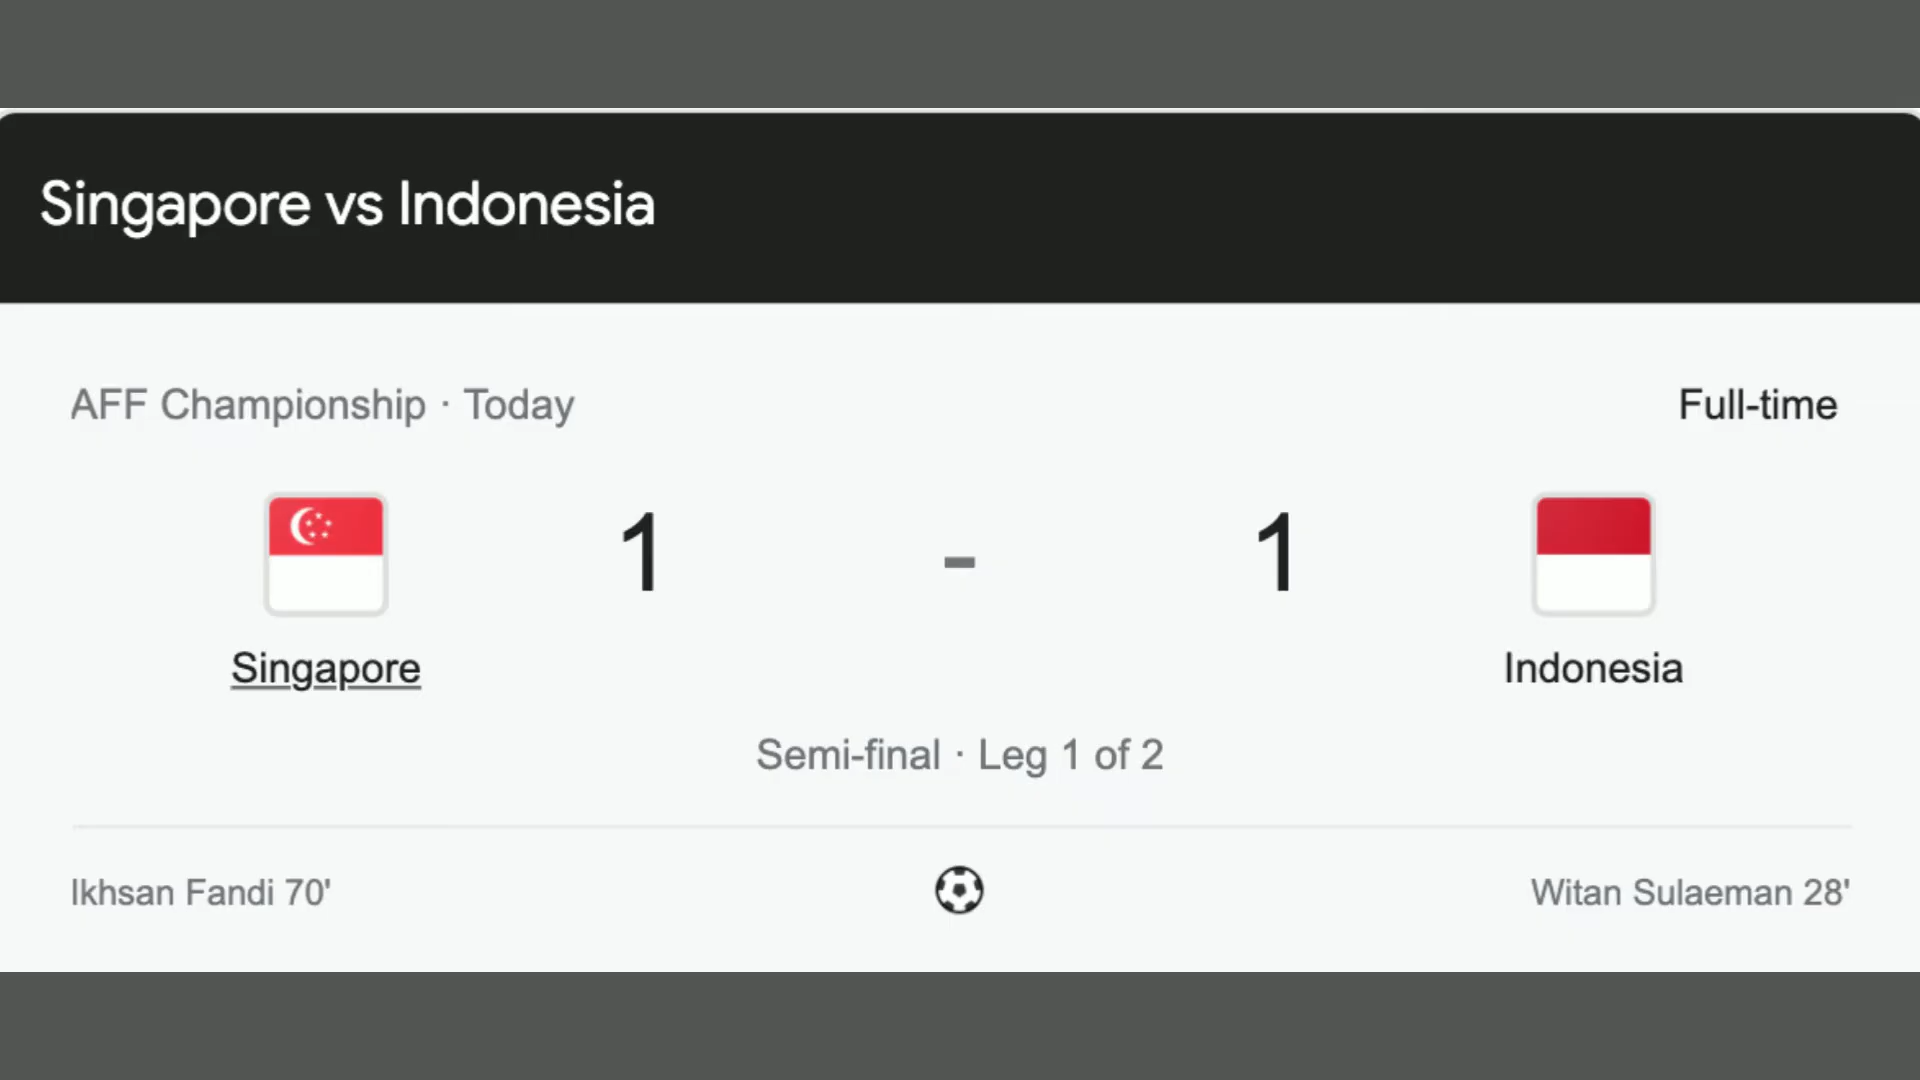 Singapore vs Indonesia
AFF Championship · Today
Full-time
1 - 1
Singapore
Indonesia
Semi-final · Leg 1 of 2
Ikhsan Fandi 70'
Witan Sulaeman 28'